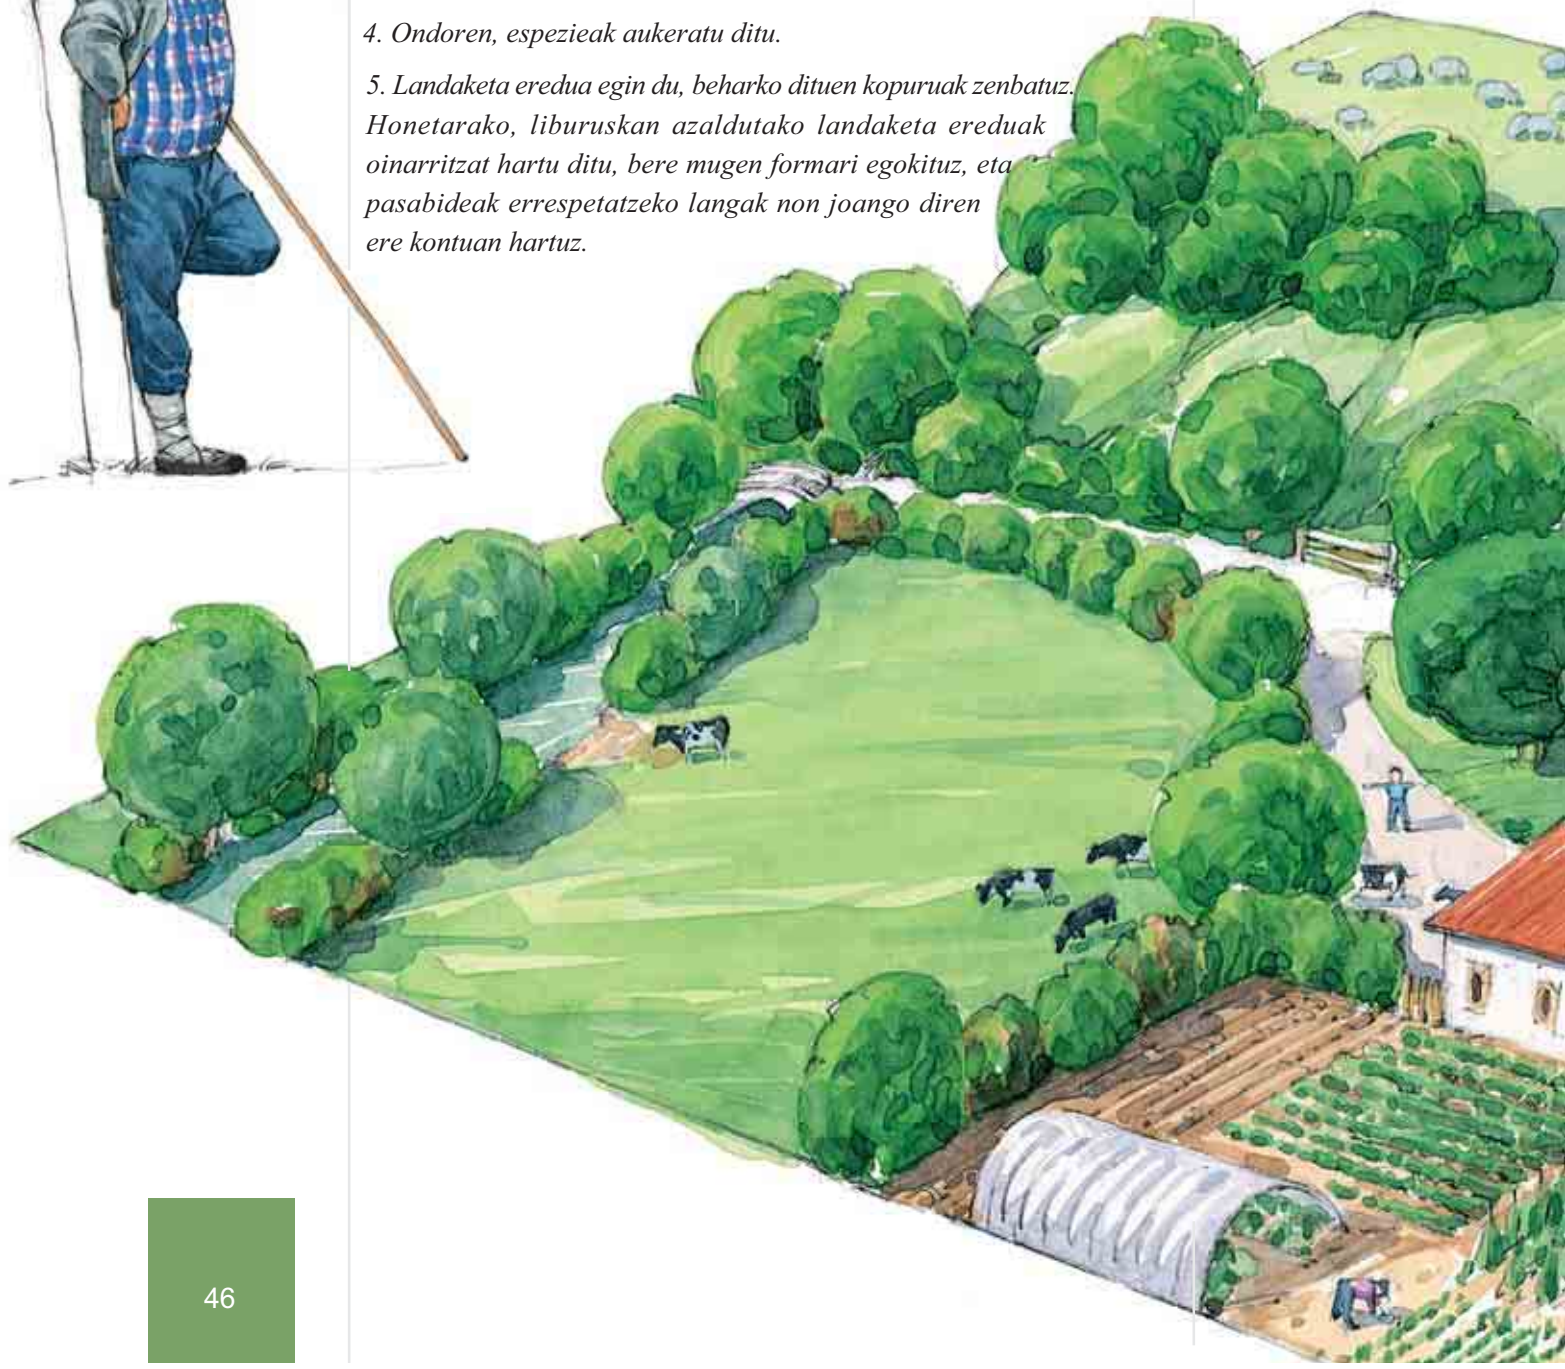 4. Ondoren, espezieak aukeratu ditu.
5. Landaketa eredua egin du, beharko dituen kopuruak zenbatuz.
Honetarako, liburuskan azaldutako landaketa ereduak
oinarritzat hartu ditu, bere mugen formari egokituz, eta
pasabideak errespetatzeko langak non joango diren
ere kontuan hartuz.
46